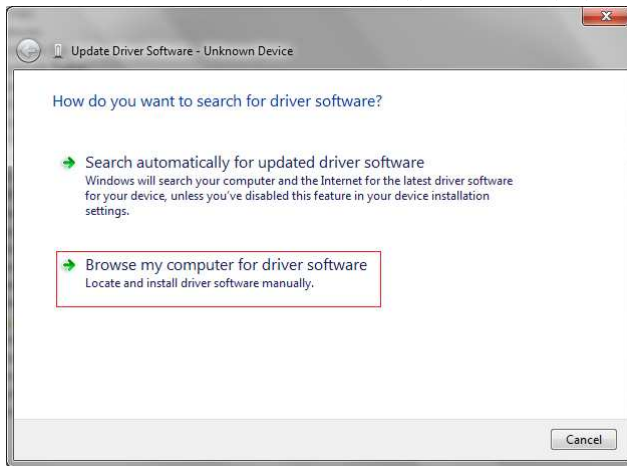 Update Driver Software - Unknown Device
How do you want to search for driver software?
Search automatically for updated driver software
Windows will search your computer and the Internet for the latest driver software
for your device, unless you've disabled this feature in your device installation
settings.
Browse my computer for driver software
Locate and install driver software manually.
Cancel